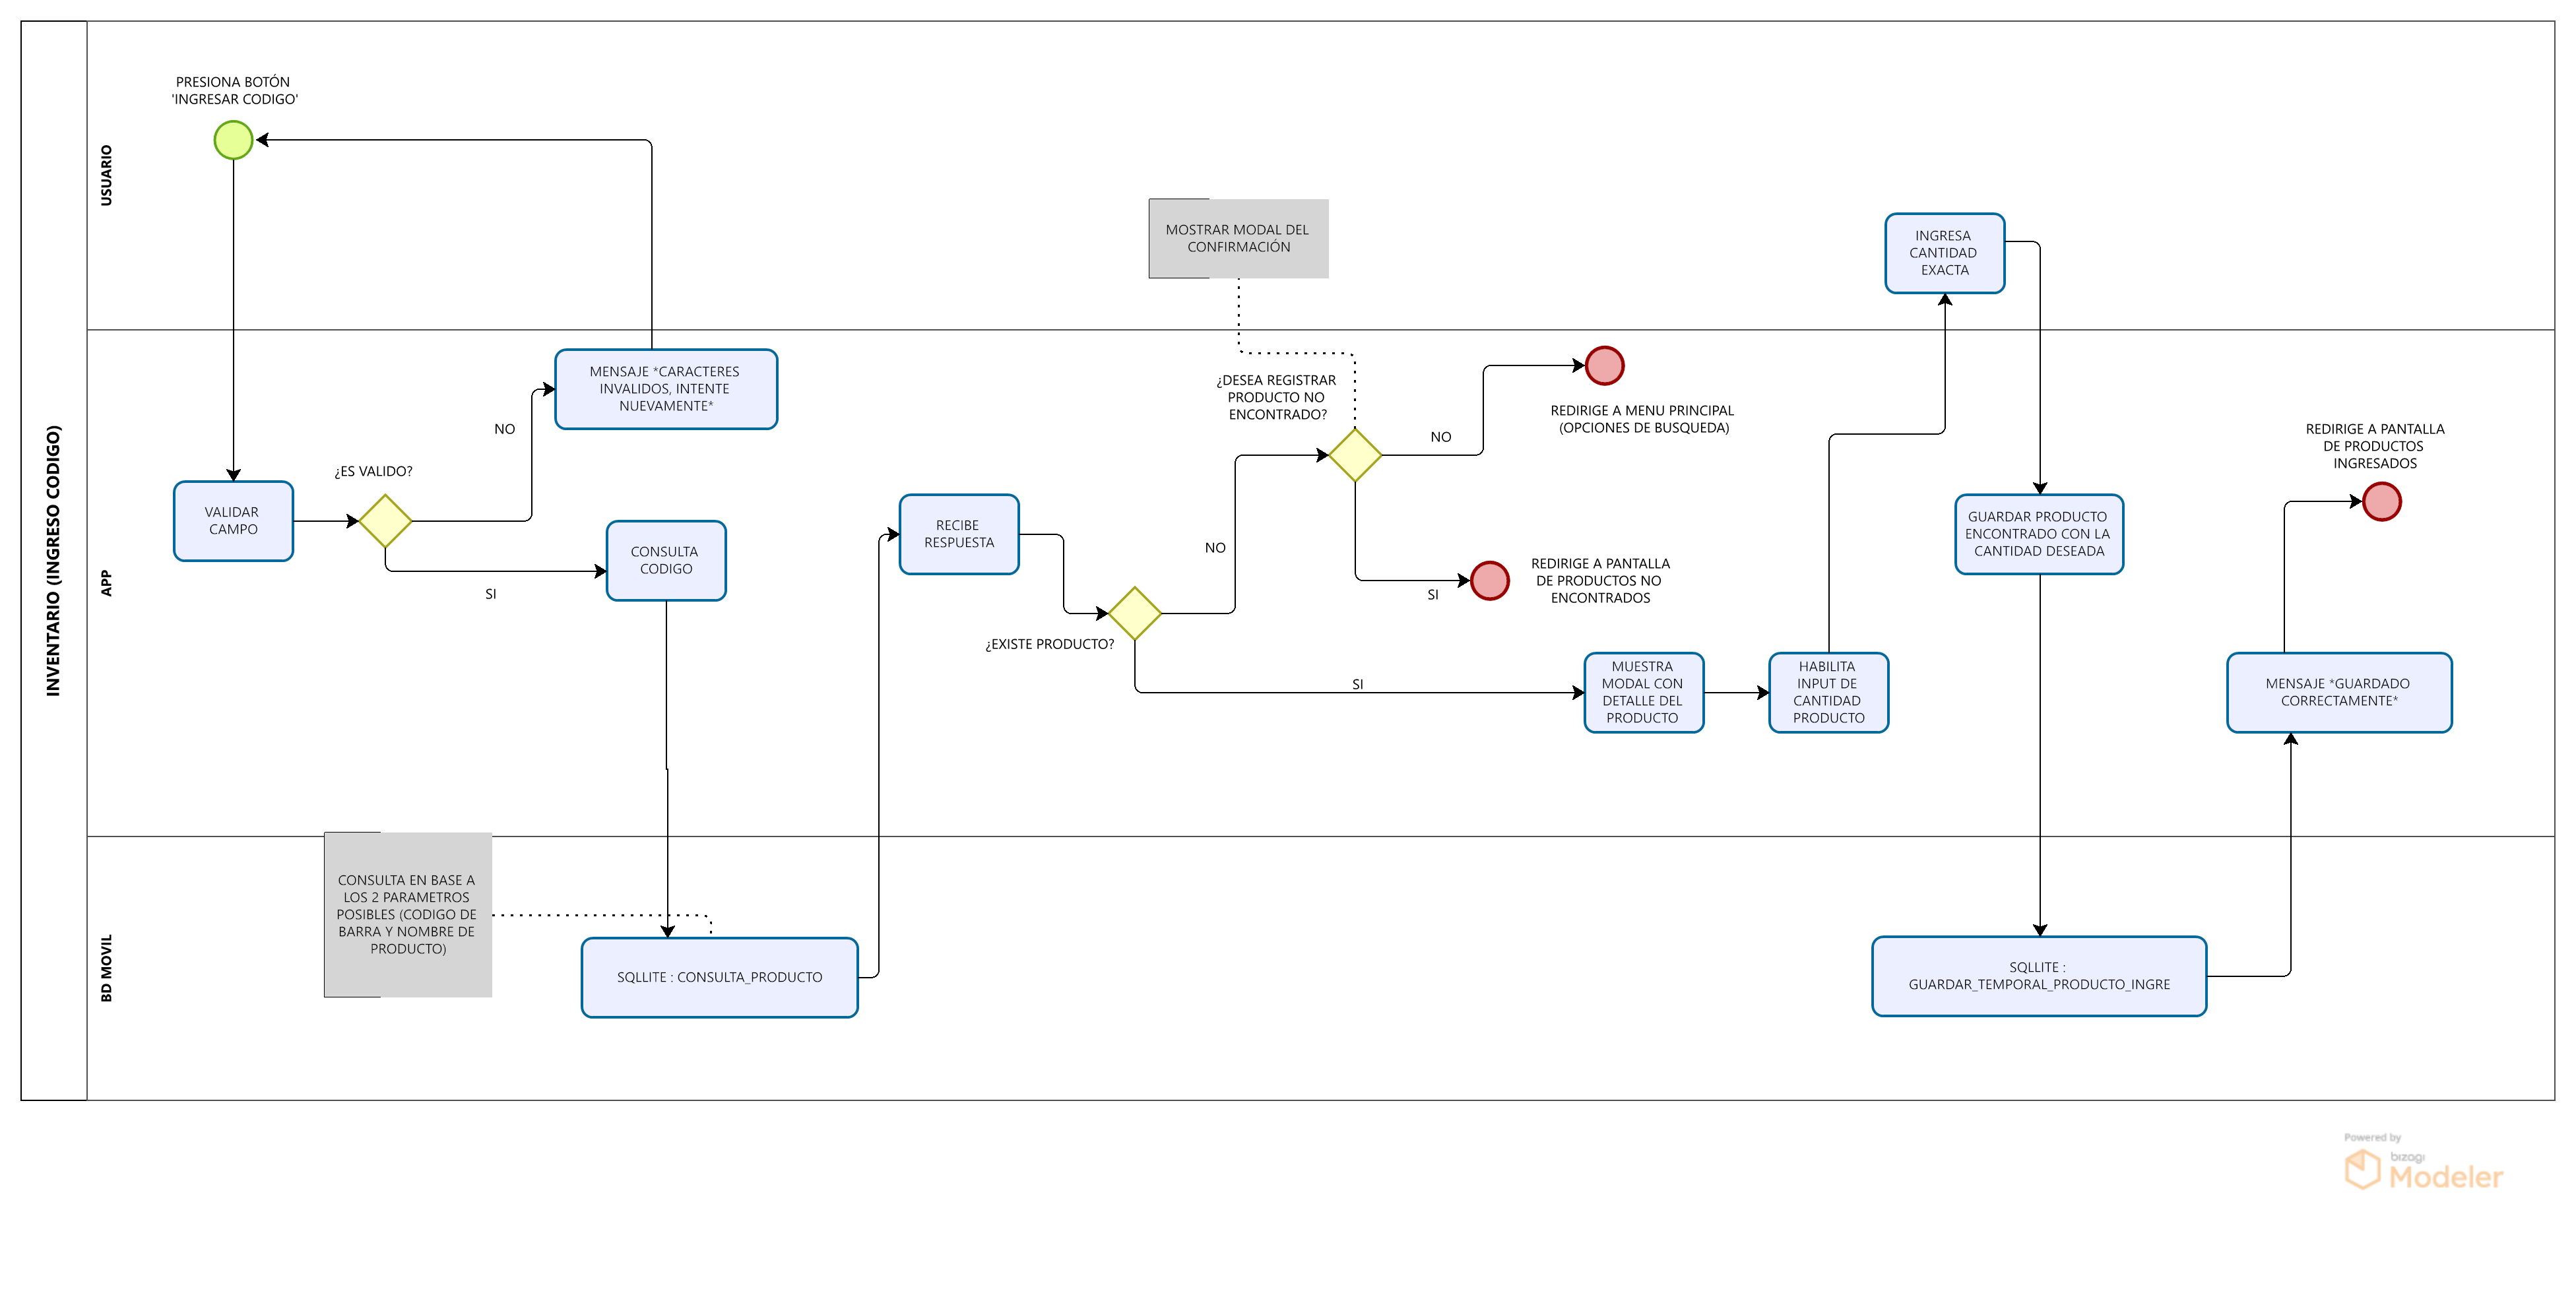 INVENTARIO (INGRESO CODIGO)
USUARIO
PRESIONA BOTÓN
'INGRESAR CODIGO'
MOSTRAR MODAL DEL
CONFIRMACIÓN
INGRESA
CANTIDAD
EXACTA
APP
VALIDAR
CAMPO
¿ES VALIDO?
NO
MENSAJE *CARACTERES
INVALIDOS, INTENTE
NUEVAMENTE*
SI
CONSULTA
CODIGO
RECIBE
RESPUESTA
¿EXISTE PRODUCTO?
NO
¿DESEA REGISTRAR
PRODUCTO NO
ENCONTRADO?
NO
REDIRIGE A MENU PRINCIPAL
(OPCIONES DE BUSQUEDA)
SI
REDIRIGE A PANTALLA
DE PRODUCTOS NO
ENCONTRADOS
SI
MUESTRA
MODAL CON
DETALLE DEL
PRODUCTO
HABILITA
INPUT DE
CANTIDAD
PRODUCTO
GUARDAR PRODUCTO
ENCONTRADO CON LA
CANTIDAD DESEADA
REDIRIGE A PANTALLA
DE PRODUCTOS
INGRESADOS
MENSAJE *GUARDADO
CORRECTAMENTE*
BD MOVIL
CONSULTA EN BASE A
LOS 2 PARAMETROS
POSIBLES (CODIGO DE
BARRA Y NOMBRE DE
PRODUCTO)
SQLLITE : CONSULTA_PRODUCTO
SQLLITE :
GUARDAR_TEMPORAL_PRODUCTO_INGRE
Powered by
bizagi
Modeler